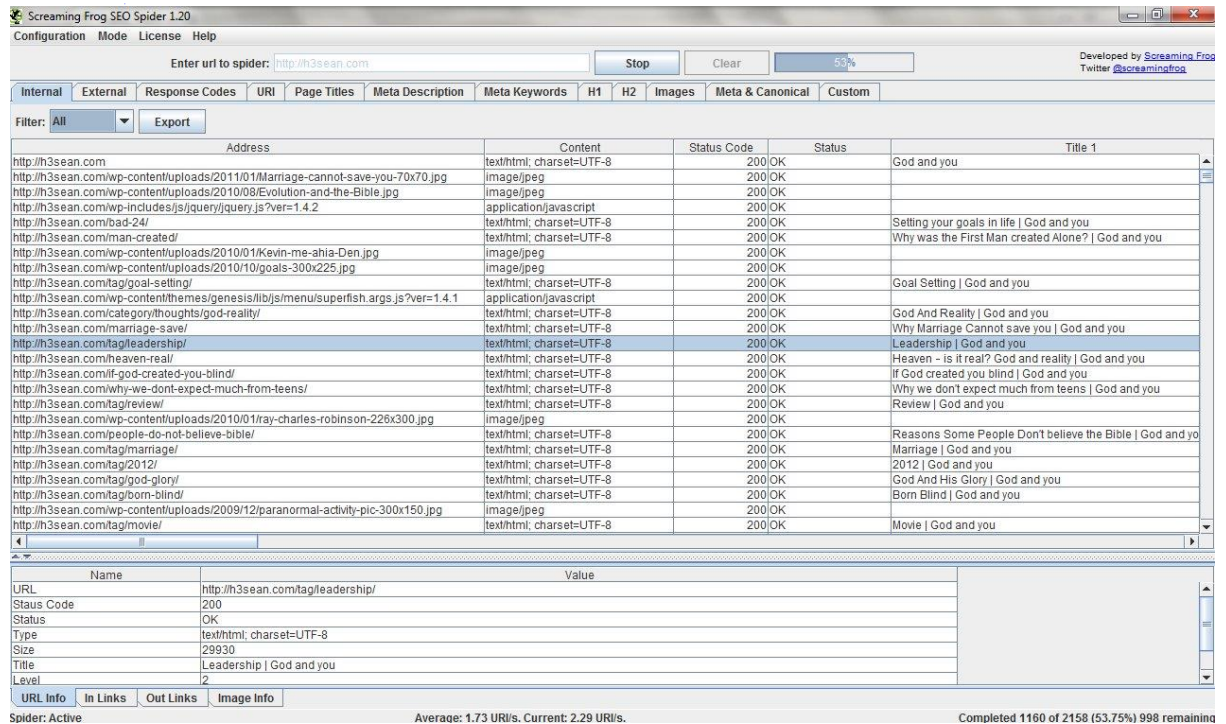 Screaming Frog SEO Spider 1.20
Configuration Mode License Help
Enter url to spider: http://h3sean.com Stop Clear 53% Developed by Screaming Frog
Twitter @screamingfrog
Internal External Response Codes URI Page Titles Meta Description Meta Keywords H1 H2 Images Meta & Canonical Custom
Filter: All Export
Address Content Status Code Status Title 1
http://h3sean.com text/html; charset=UTF-8 200 OK God and you
http://h3sean.com/wp-content/uploads/2011/01/Marriage-cannot-save-you-70x70.jpg image/jpeg 200 OK
http://h3sean.com/wp-content/uploads/2010/08/Evolution-and-the-Bible.jpg image/jpeg 200 OK
http://h3sean.com/wp-includes/js/jquery/jquery.js?ver=1.4.2 application/javascript 200 OK
http://h3sean.com/bad-24/ text/html; charset=UTF-8 200 OK Setting your goals in life | God and you
http://h3sean.com/man-created/ text/html; charset=UTF-8 200 OK Why was the First Man created Alone? | God and you
http://h3sean.com/wp-content/uploads/2010/01/Kevin-me-ahia-Den.jpg image/jpeg 200 OK
http://h3sean.com/wp-content/uploads/2010/10/goals-300x225.jpg image/jpeg 200 OK
http://h3sean.com/tag/goal-setting/ text/html; charset=UTF-8 200 OK Goal Setting | God and you
http://h3sean.com/wp-content/themes/genesis/lib/js/menu/superfish.args.js?ver=1.4.1 application/javascript 200 OK
http://h3sean.com/category/thoughts/god-reality/ text/html; charset=UTF-8 200 OK God And Reality | God and you
http://h3sean.com/marriage-save/ text/html; charset=UTF-8 200 OK Why Marriage Cannot save you | God and you
http://h3sean.com/tag/leadership/ text/html; charset=UTF-8 200 OK Leadership | God and you
http://h3sean.com/heaven-real/ text/html; charset=UTF-8 200 OK Heaven – is it real? God and reality | God and you
http://h3sean.com/if-god-created-you-blind/ text/html; charset=UTF-8 200 OK If God created you blind | God and you
http://h3sean.com/why-we-dont-expect-much-from-teens/ text/html; charset=UTF-8 200 OK Why we don't expect much from teens | God and you
http://h3sean.com/tag/review/ text/html; charset=UTF-8 200 OK Review | God and you
http://h3sean.com/wp-content/uploads/2010/01/ray-charles-robinson-226x300.jpg image/jpeg 200 OK
http://h3sean.com/people-do-not-believe-bible/ text/html; charset=UTF-8 200 OK Reasons Some People Don't believe the Bible | God and yo
http://h3sean.com/tag/marriage/ text/html; charset=UTF-8 200 OK Marriage | God and you
http://h3sean.com/tag/2012/ text/html; charset=UTF-8 200 OK 2012 | God and you
http://h3sean.com/tag/god-glory/ text/html; charset=UTF-8 200 OK God And His Glory | God and you
http://h3sean.com/tag/born-blind/ text/html; charset=UTF-8 200 OK Born Blind | God and you
http://h3sean.com/wp-content/uploads/2009/12/paranormal-activity-pic-300x150.jpg image/jpeg 200 OK
http://h3sean.com/tag/movie/ text/html; charset=UTF-8 200 OK Movie | God and you
Name Value
URL http://h3sean.com/tag/leadership/
Staus Code 200
Status OK
Type text/html; charset=UTF-8
Size 29930
Title Leadership | God and you
Level 2
URL Info In Links Out Links Image Info
Spider: Active Average: 1.73 URI/s. Current: 2.29 URI/s. Completed 1160 of 2158 (53.75%) 998 remaining